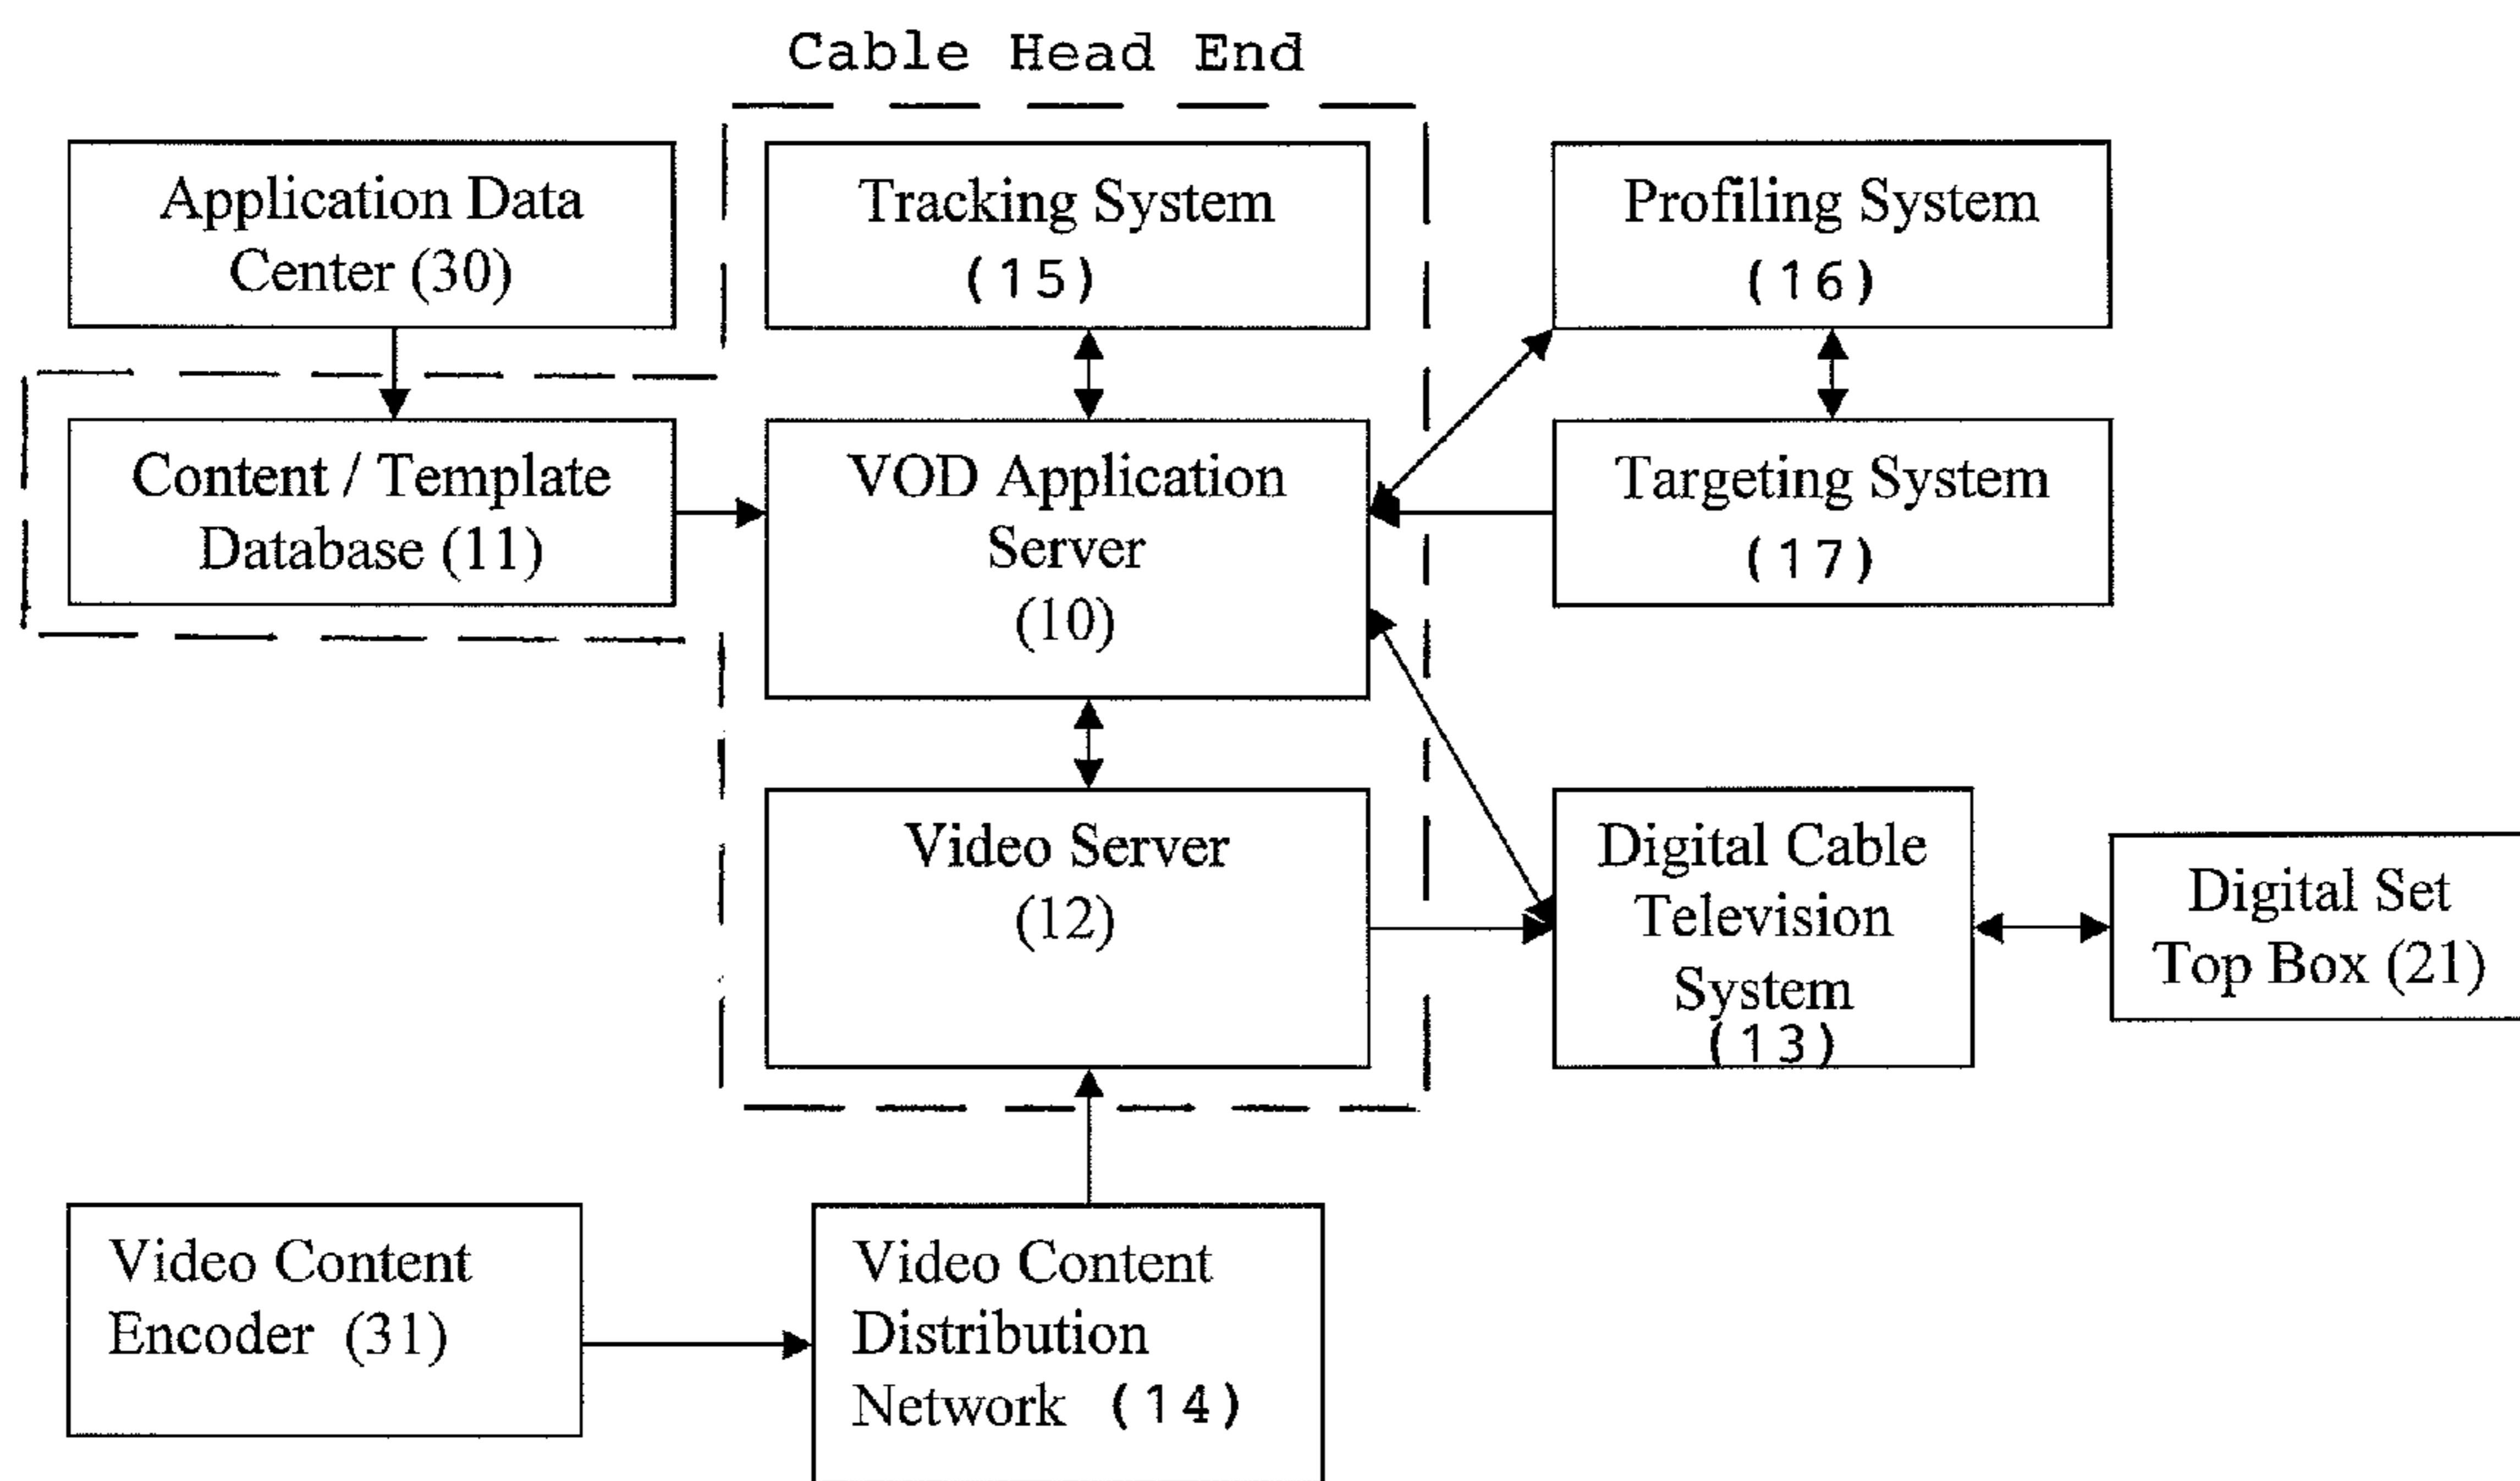 Cable Head End
Application Data
Center (30)
Tracking System
(15)
Profiling System
(16)
Content / Template
Database (11)
VOD Application
Server
(10)
Targeting System
(17)
Video Server
(12)
Digital Cable
Television
System
(13)
Digital Set
Top Box (21)
Video Content
Encoder (31)
Video Content
Distribution
Network (14)